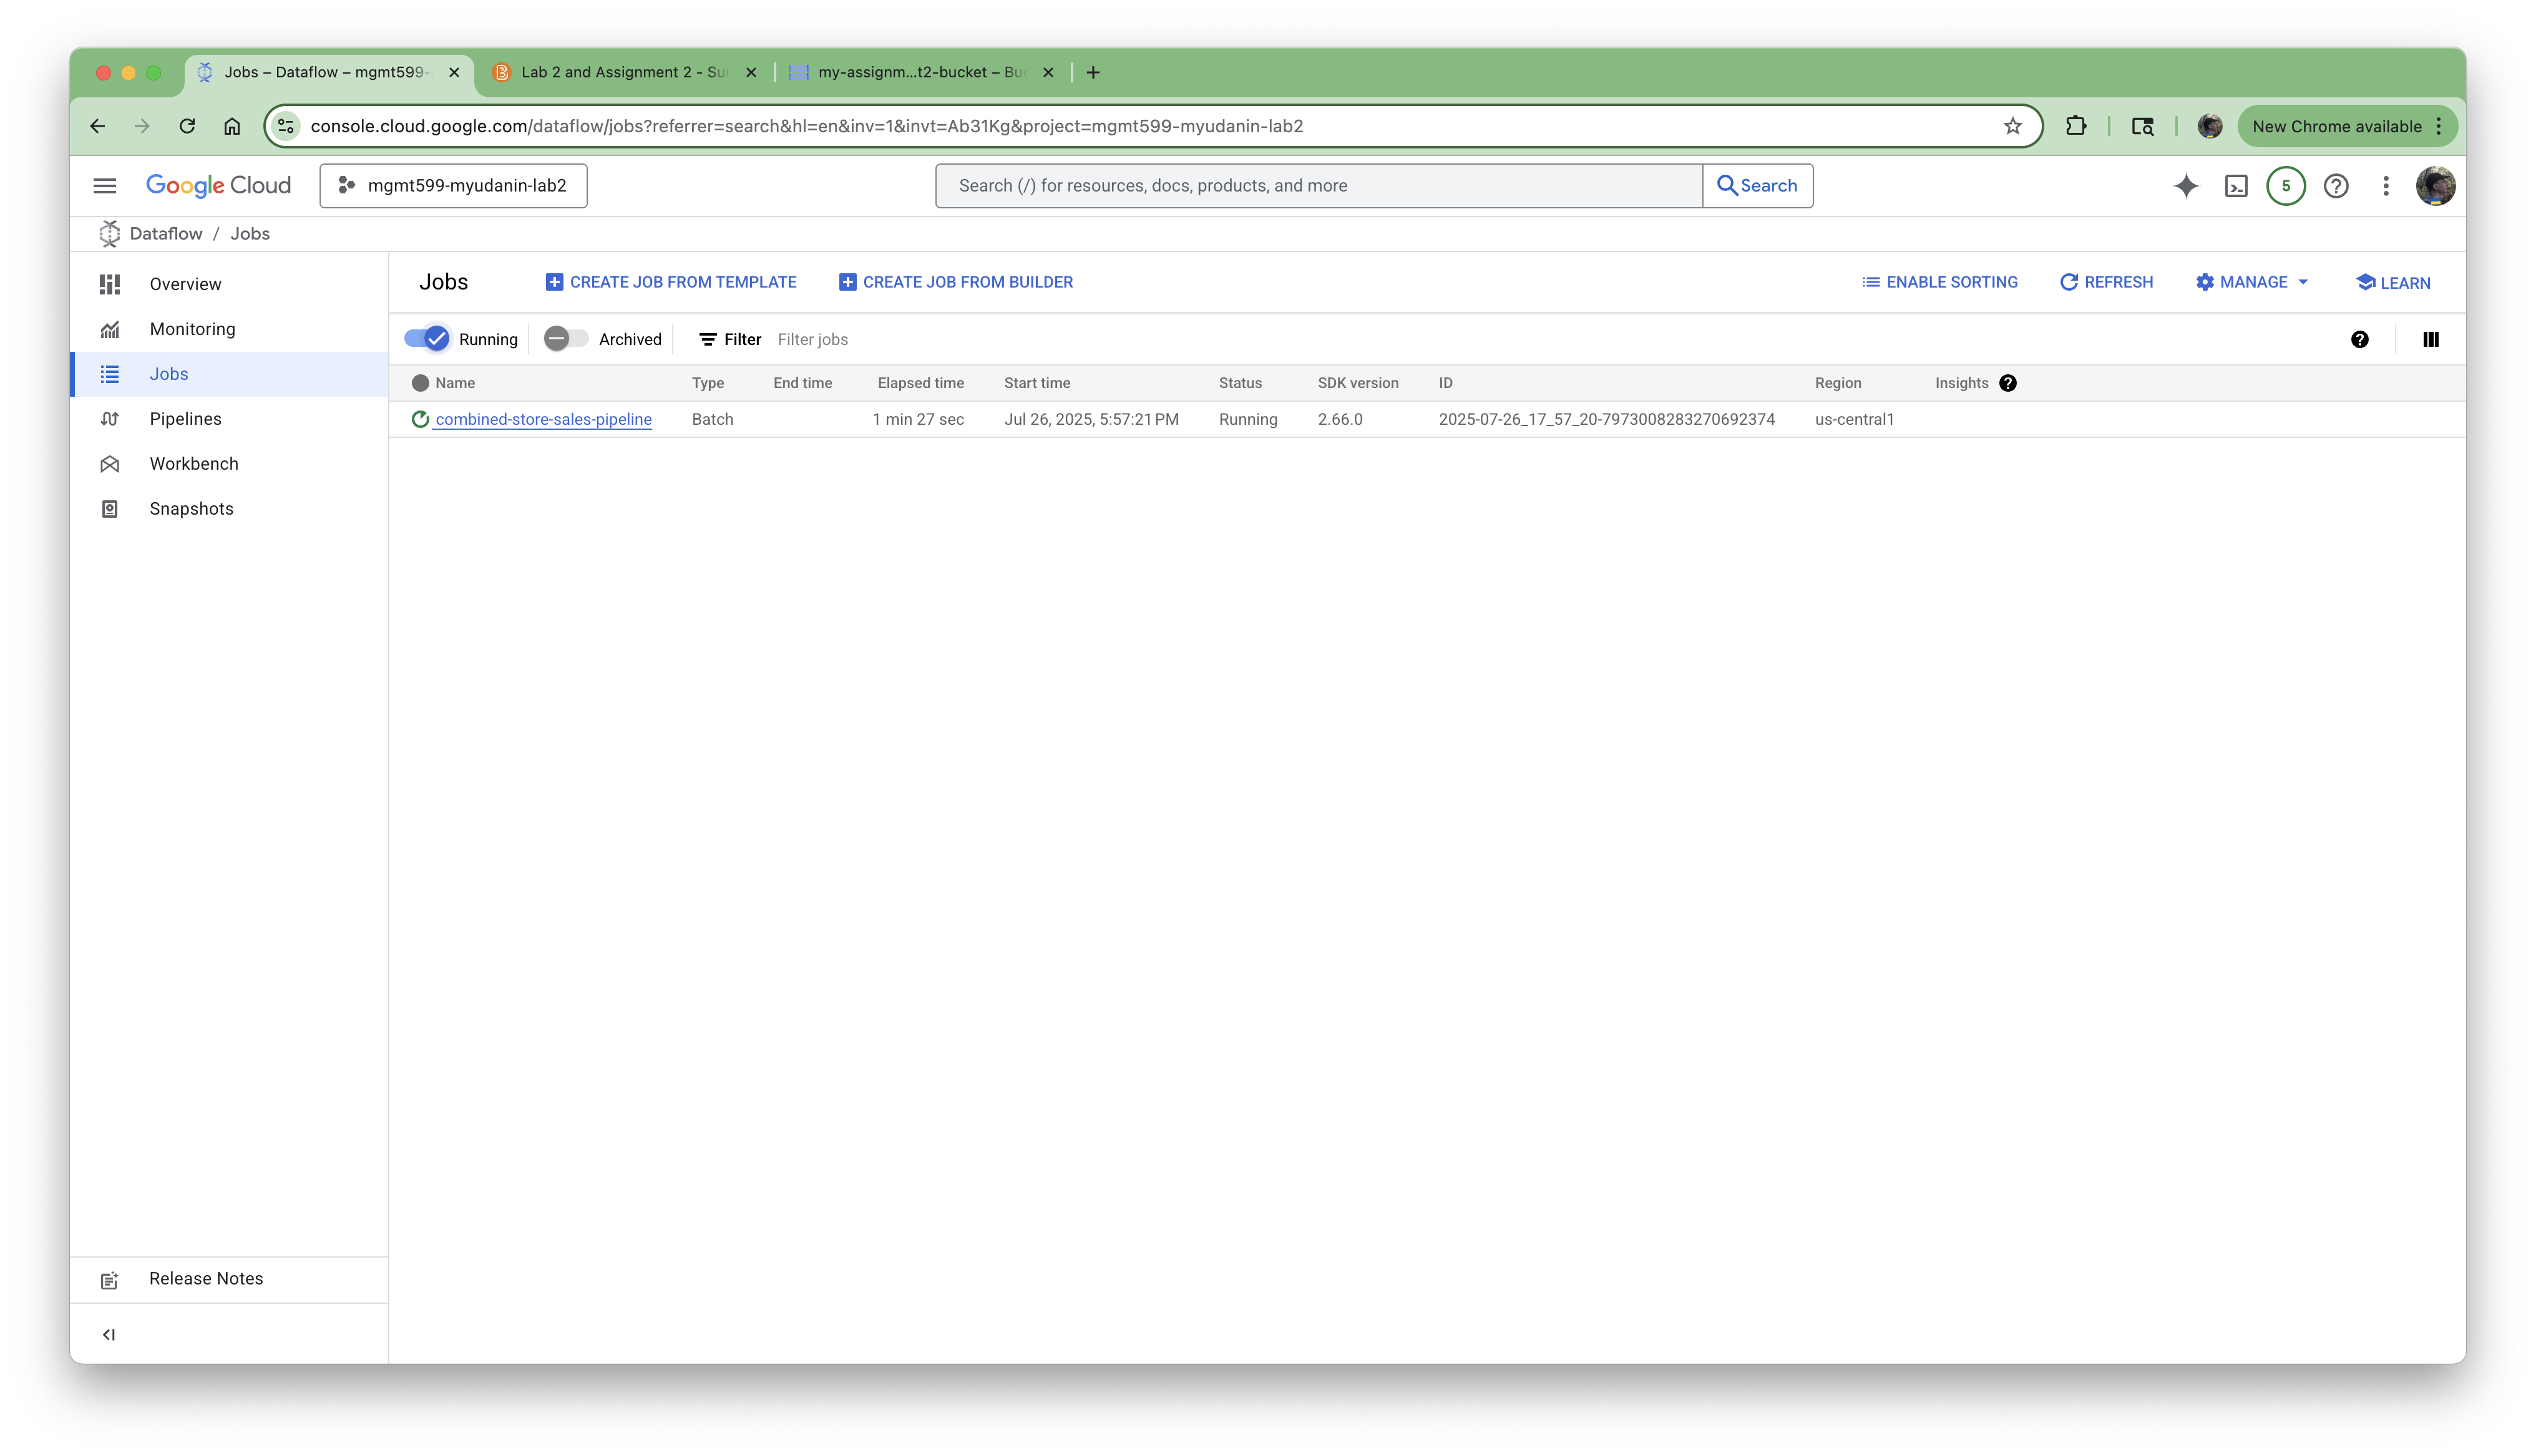 Jobs – Dataflow – mgmt599-
Lab 2 and Assignment 2 - Su
my-assignm...t2-bucket – Bu
console.cloud.google.com/dataflow/jobs?referrer=search&hl=en&inv=1&invt=Ab31Kg&project=mgmt599-myudanin-lab2
New Chrome available
Google Cloud
mgmt599-myudanin-lab2
Search (/) for resources, docs, products, and more
Search
5
Dataflow / Jobs
Overview
Monitoring
Jobs
Pipelines
Workbench
Snapshots
Release Notes
Jobs
CREATE JOB FROM TEMPLATE
CREATE JOB FROM BUILDER
ENABLE SORTING
REFRESH
MANAGE
LEARN
Running
Archived
Filter
Filter jobs
Name Type End time Elapsed time Start time Status SDK version ID Region Insights
combined-store-sales-pipeline Batch 1 min 27 sec Jul 26, 2025, 5:57:21 PM Running 2.66.0 2025-07-26_17_57_20-7973008283270692374 us-central1